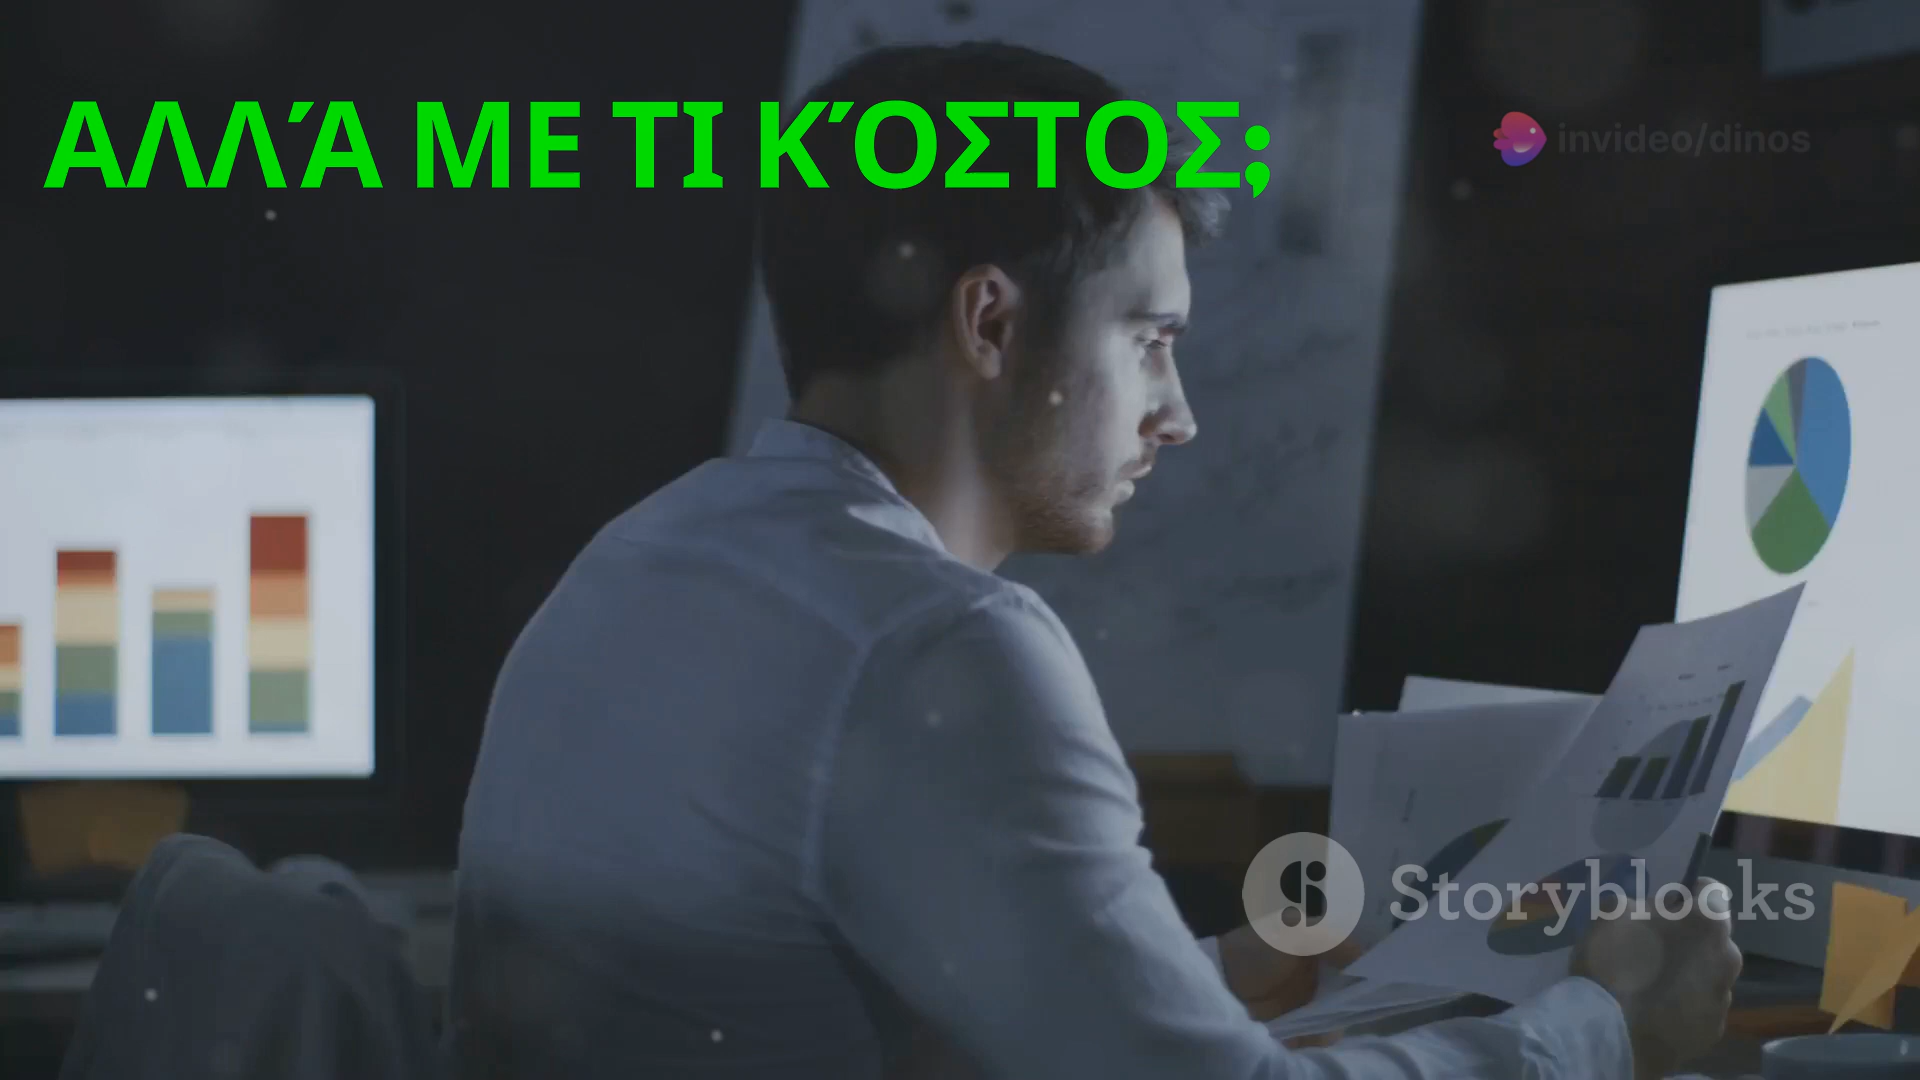 ΑΛΛΆ ΜΕ ΤΙ ΚΌΣΤΟΣ;
invideo/dinos
Storyblocks